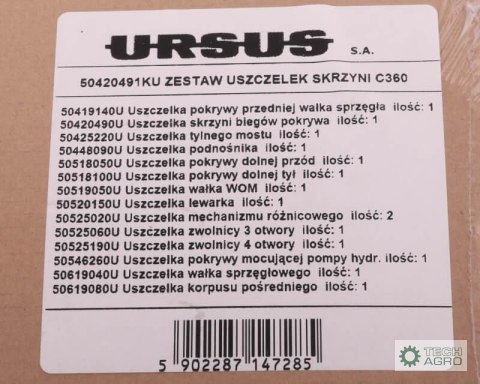 URSUS S.A.
50420491KU ZESTAW USZCZELEK SKRZYNI C360
50419140U Uszczelka pokrywy przedniej wałka sprzęgła ilość: 1
50420490U Uszczelka skrzyni biegów pokrywa ilość: 1
50425220U Uszczelka tylnego mostu ilość: 1
50448090U Uszczelka podnośnika ilość: 1
50518050U Uszczelka pokrywy dolnej przód ilość: 1
50518100U Uszczelka pokrywy dolnej tył ilość: 1
50519050U Uszczelka wałka WOM ilość: 1
50520150U Uszczelka lewarka ilość: 1
50525020U Uszczelka mechanizmu różnicowego ilość: 2
50525060U Uszczelka zwolnicy 3 otwory ilość: 1
50525190U Uszczelka zwolnicy 4 otwory ilość: 1
50546260U Uszczelka pokrywy mocującej pompy hydr. ilość: 1
50619040U Uszczelka wałka sprzęgłowego ilość: 1
50619080U Uszczelka korpusu pośredniego ilość: 1
5 902287 147285
TECH
AGRO